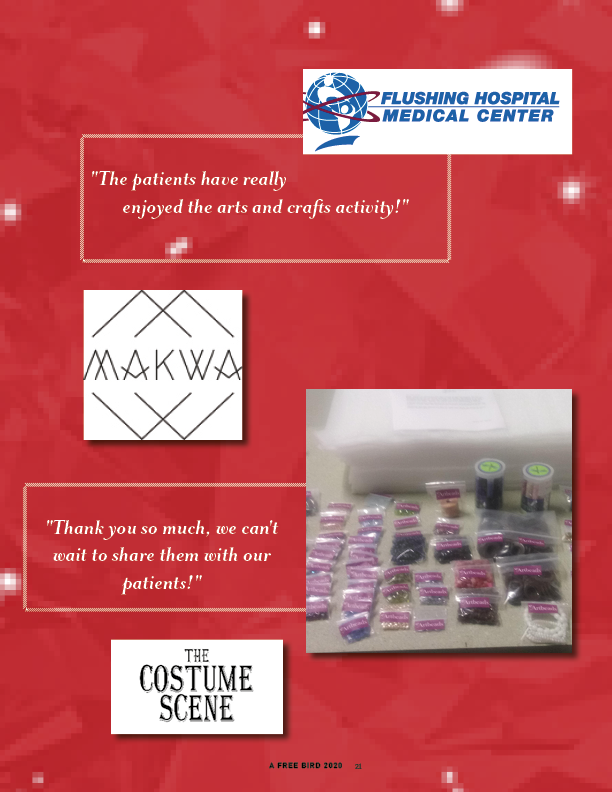 FLUSHING HOSPITAL
MEDICAL CENTER
"The patients have really
enjoyed the arts and crafts activity!"
MAKWA
"Thank you so much, we can't
wait to share them with our
patients!"
Artbeads
THE
COSTUME
SCENE
A FREE BIRD 2020